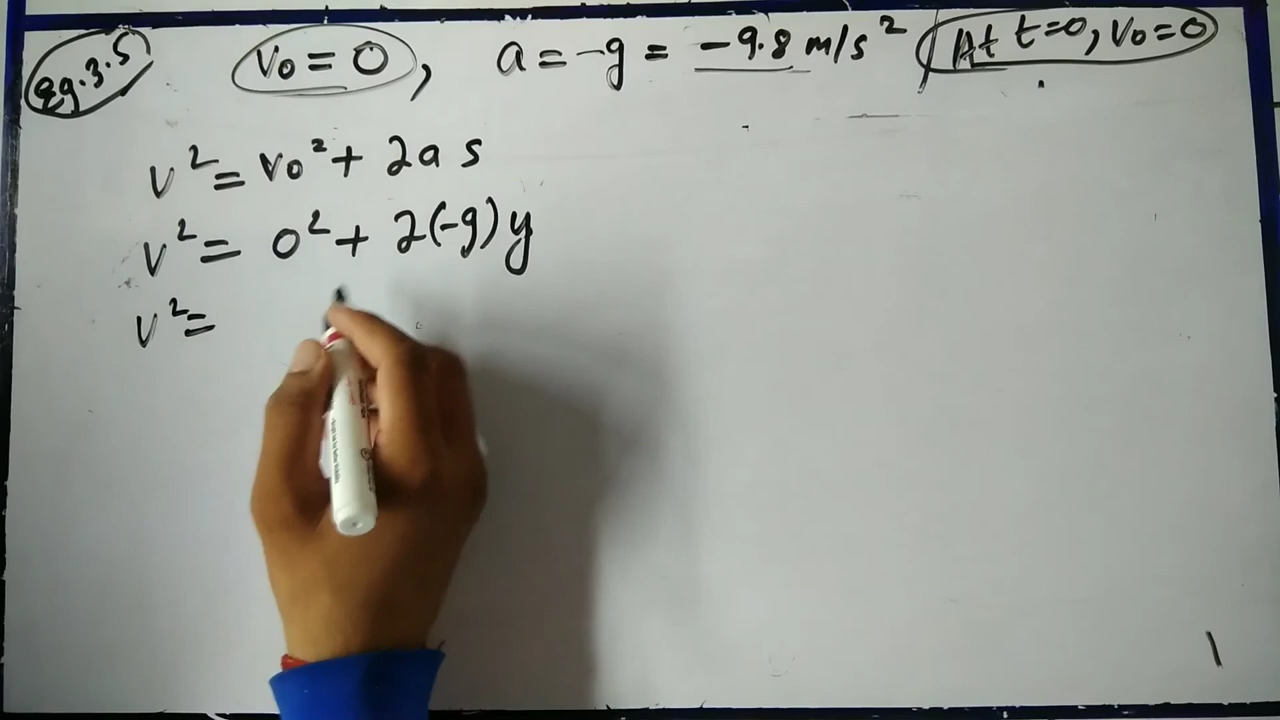 Eg.3.5 v₀ = 0, a = -g = -9.8 m/s² At t=0, v₀=0
v² = v₀² + 2a s
v² = 0² + 2(-g) y
v² =